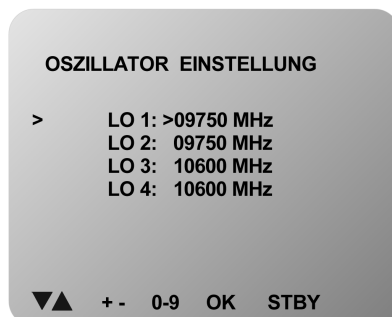 OSZILLATOR EINSTELLUNG
> LO 1: >09750 MHz
LO 2: 09750 MHz
LO 3: 10600 MHz
LO 4: 10600 MHz
▼▲ + - 0-9 OK STBY